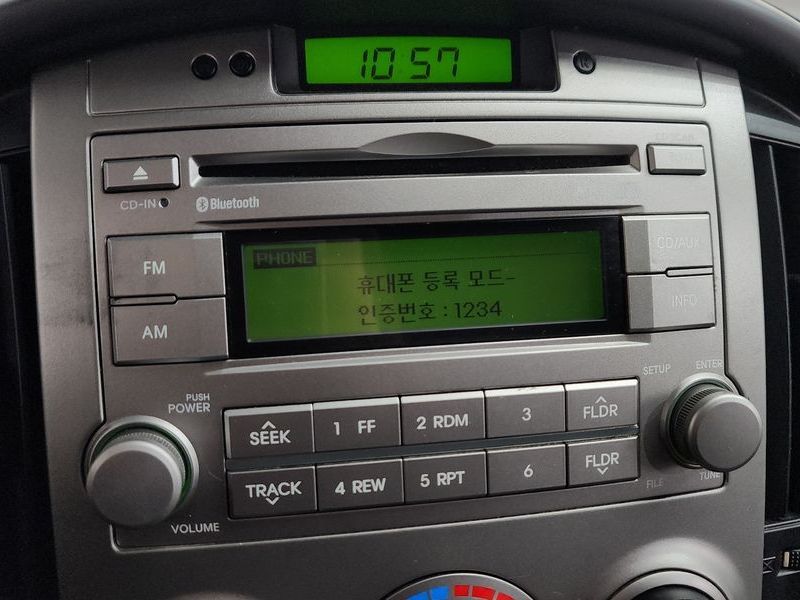 10:57
CD-IN
Bluetooth
FM
AM
PHONE
휴대폰 등록 모드-
인증번호 : 1234
CD/AUX
INFO
PUSH
POWER
VOLUME
SEEK
1 FF
2 RDM
3
FLDR
TRACK
4 REW
5 RPT
6
FLDR
SETUP
ENTER
FILE
TUNE